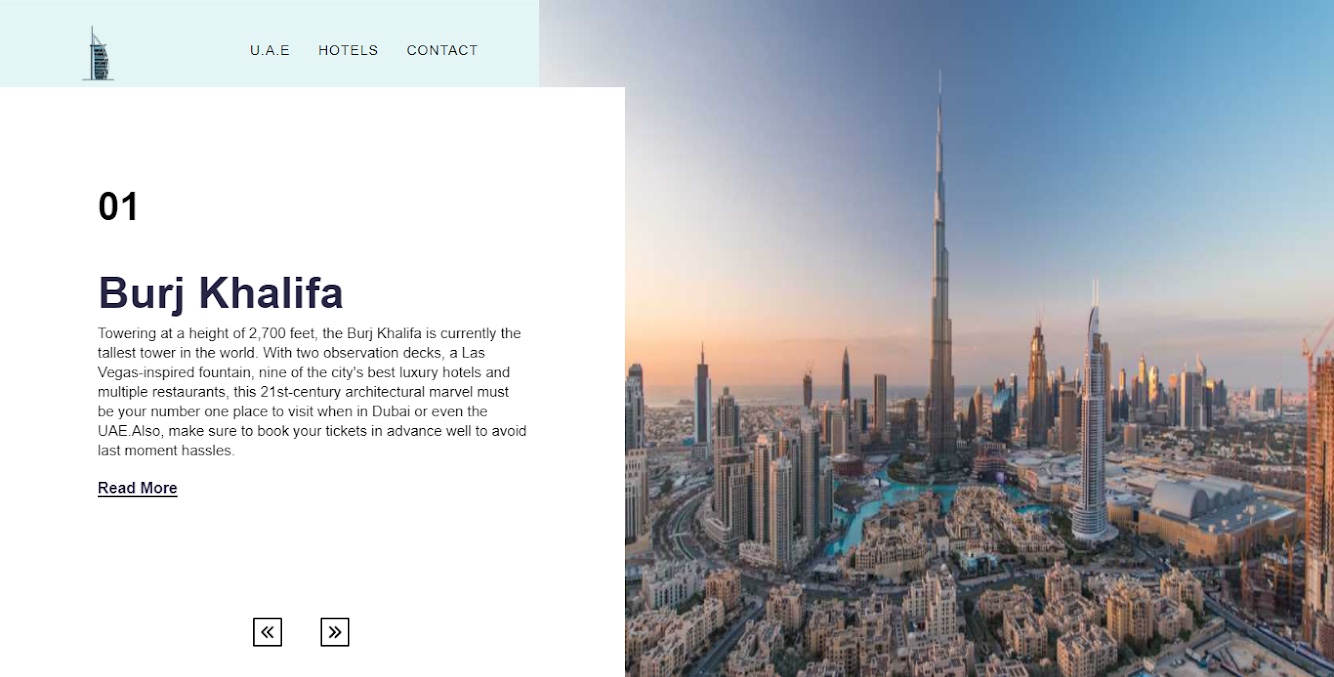 U.A.E HOTELS CONTACT
01
Burj Khalifa
Towering at a height of 2,700 feet, the Burj Khalifa is currently the
tallest tower in the world. With two observation decks, a Las
Vegas-inspired fountain, nine of the city's best luxury hotels and
multiple restaurants, this 21st-century architectural marvel must
be your number one place to visit when in Dubai or even the
UAE.Also, make sure to book your tickets in advance well to avoid
last moment hassles.
Read More